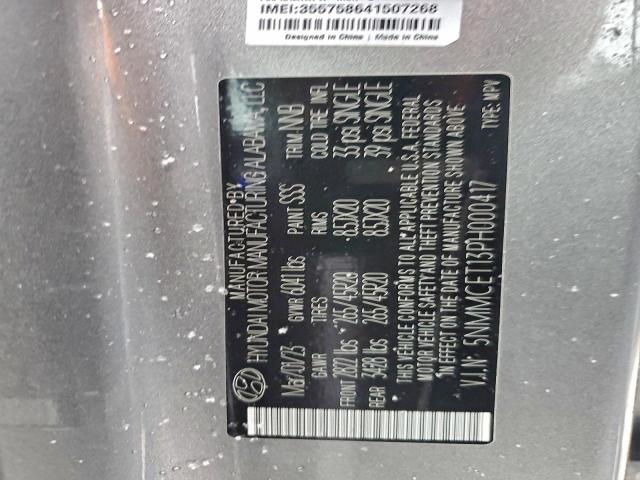 IMEI:355758641507268
Designed in China | Made in China
MANUFACTURED BY
HYUNDAI MOTOR MANUFACTURING ALABAMA, LLC
01/23 GVWR 6041 lbs PAINT SSS TRIM NNB
GAWR TIRES RIMS COLD TIRE INFL
FRONT 2822 lbs 265/45R20 8.5JX20 33 psi SINGLE
REAR 3498 lbs 265/45R20 8.5JX20 39 psi SINGLE
THIS VEHICLE CONFORMS TO ALL APPLICABLE U.S.A. FEDERAL
MOTOR VEHICLE SAFETY AND THEFT PREVENTION STANDARDS
IN EFFECT ON THE DATE OF MANUFACTURE SHOWN ABOVE
V.I.N: 5NMMCET13PH000417 TYPE: MPV